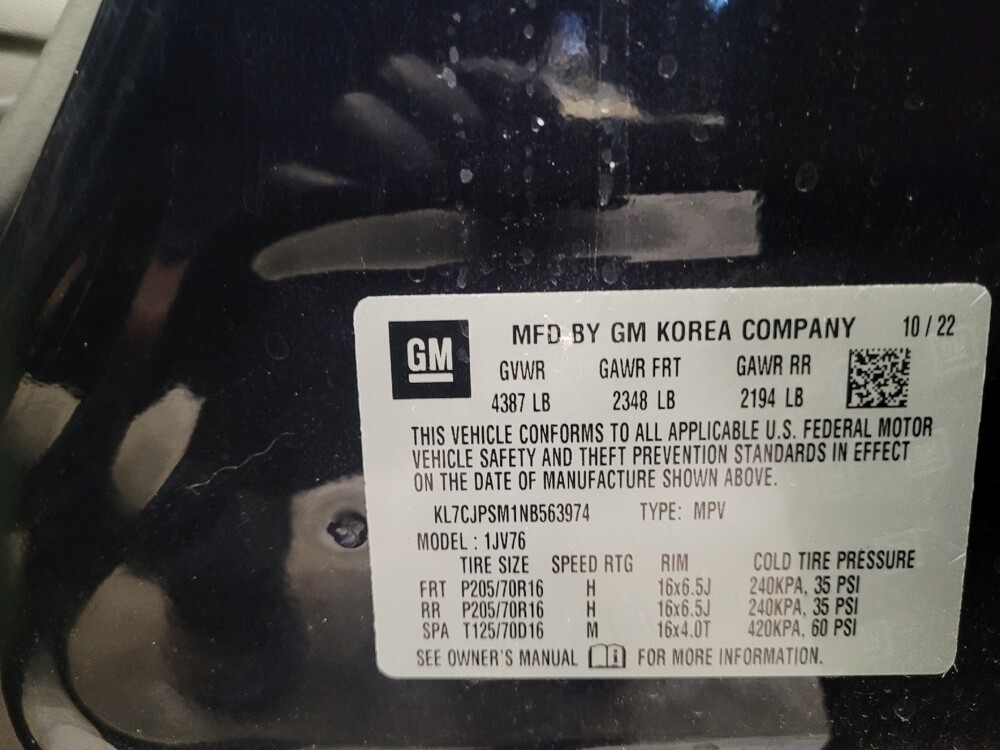 GM
MFD BY GM KOREA COMPANY 10 / 22
GVWR GAWR FRT GAWR RR
4387 LB 2348 LB 2194 LB
THIS VEHICLE CONFORMS TO ALL APPLICABLE U.S. FEDERAL MOTOR
VEHICLE SAFETY AND THEFT PREVENTION STANDARDS IN EFFECT
ON THE DATE OF MANUFACTURE SHOWN ABOVE.
KL7CJPSM1NB563974 TYPE: MPV
MODEL : 1JV76
TIRE SIZE SPEED RTG RIM COLD TIRE PRESSURE
FRT P205/70R16 H 16x6.5J 240KPA, 35 PSI
RR P205/70R16 H 16x6.5J 240KPA, 35 PSI
SPA T125/70D16 M 16x4.0T 420KPA, 60 PSI
SEE OWNER'S MANUAL FOR MORE INFORMATION.